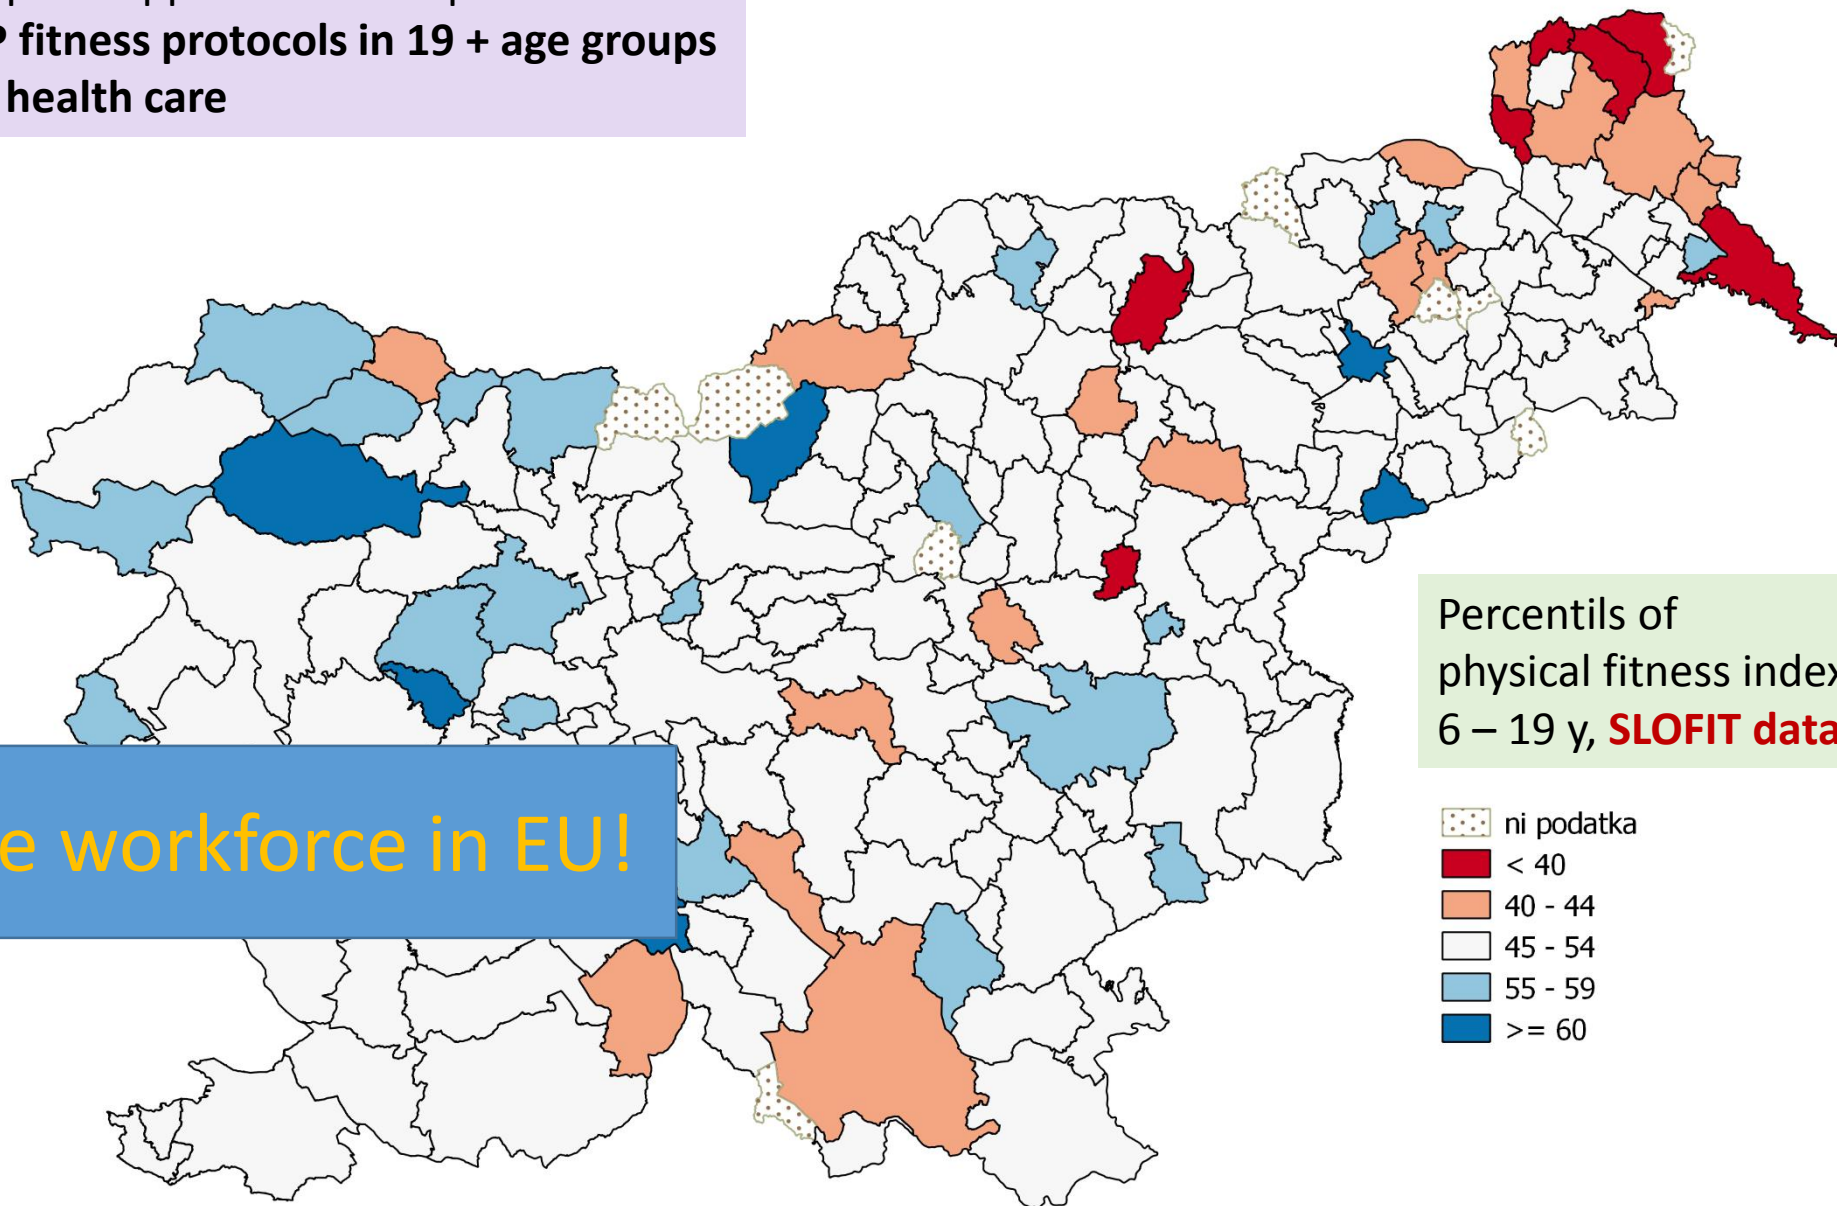 P fitness protocols in 19 + age groups
health care
Percentils of
physical fitness index
6 – 19 y, SLOFIT data
e workforce in EU!
ni podatka
< 40
40 - 44
45 - 54
55 - 59
>= 60